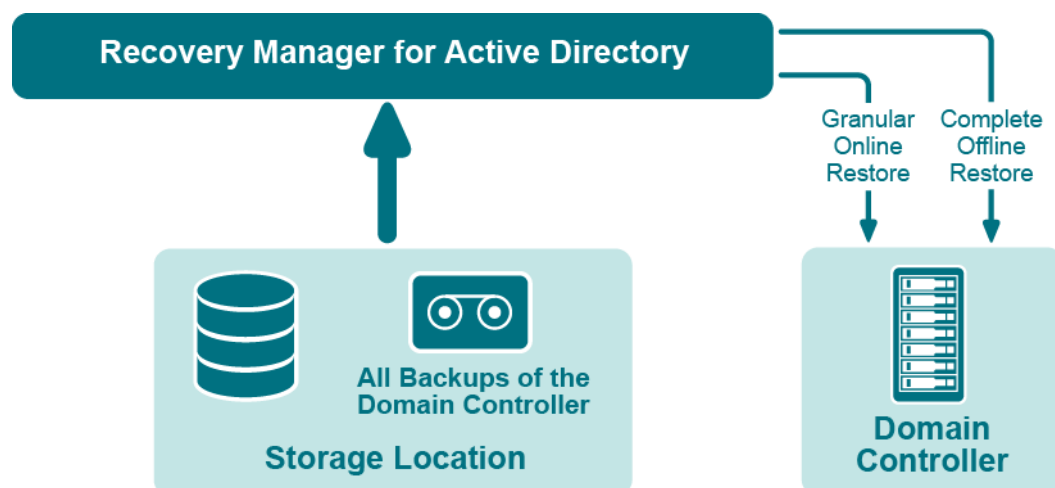 Recovery Manager for Active Directory
Granular
Online
Restore
Complete
Offline
Restore
All Backups of the
Domain Controller
Storage Location
Domain
Controller